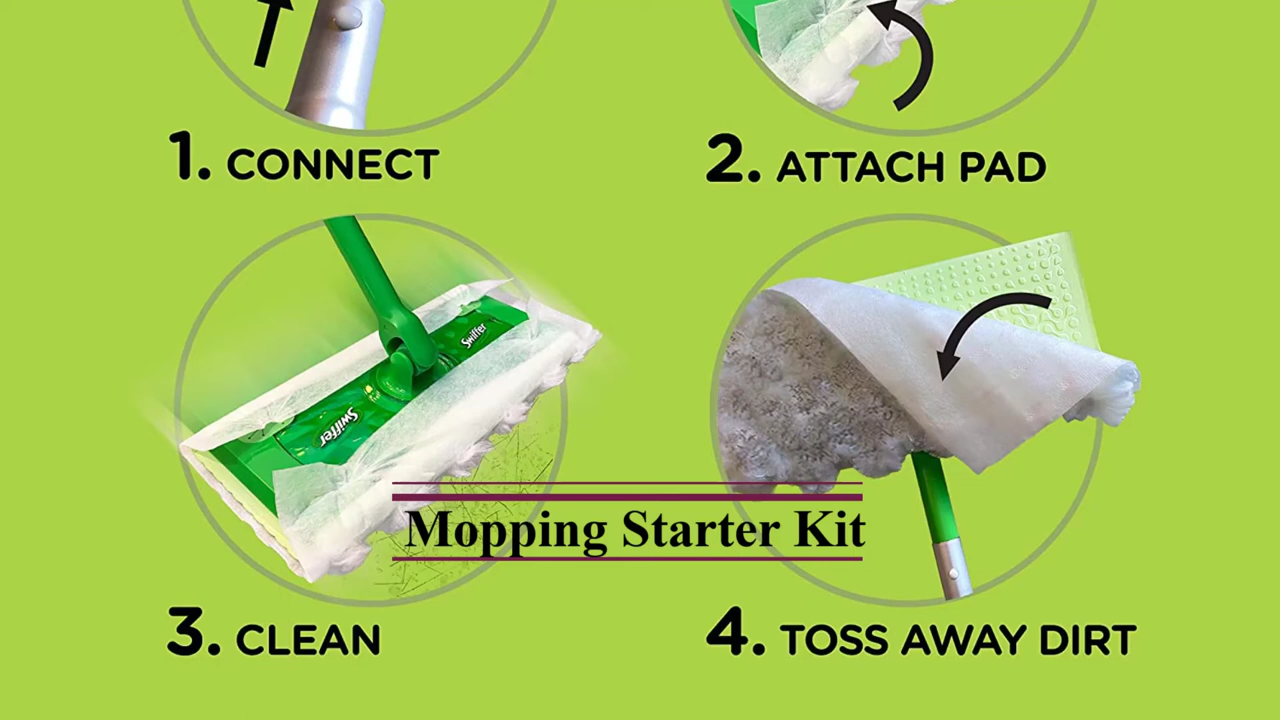 1. CONNECT
2. ATTACH PAD
Swiffer
Swiffer
Mopping Starter Kit
3. CLEAN
4. TOSS AWAY DIRT